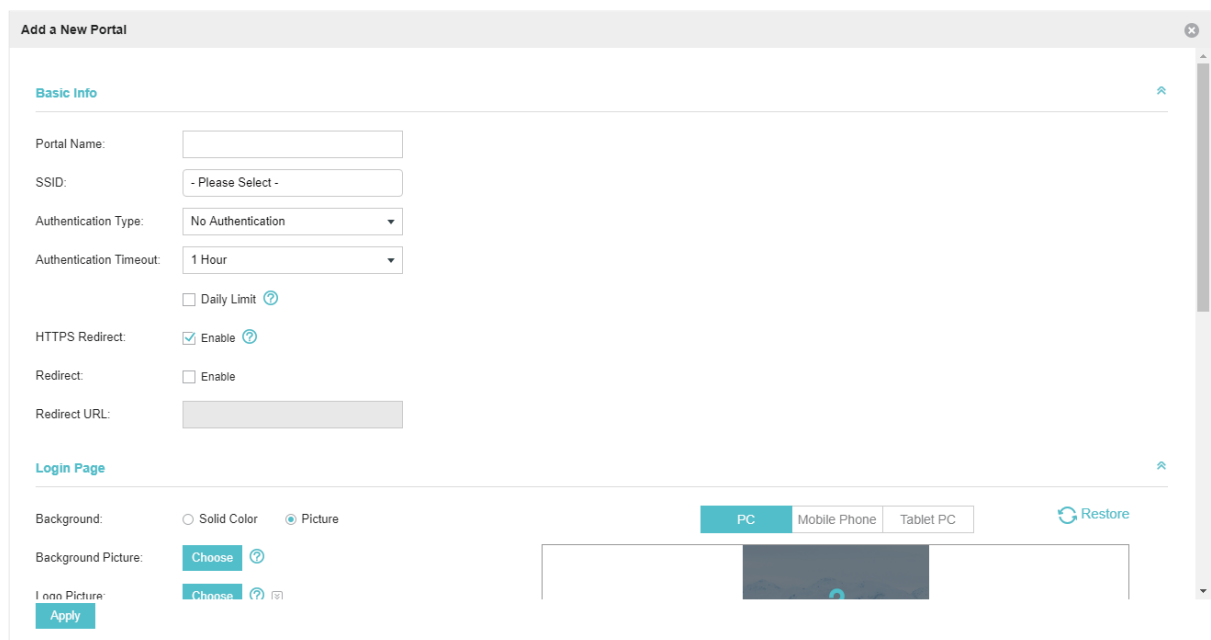 Add a New Portal
Basic Info
Portal Name:
SSID: - Please Select -
Authentication Type: No Authentication
Authentication Timeout: 1 Hour
Daily Limit ?
HTTPS Redirect: Enable ?
Redirect: Enable
Redirect URL:
Login Page
Background: Solid Color Picture PC Mobile Phone Tablet PC Restore
Background Picture: Choose ?
Logo Picture: Choose ?
Apply